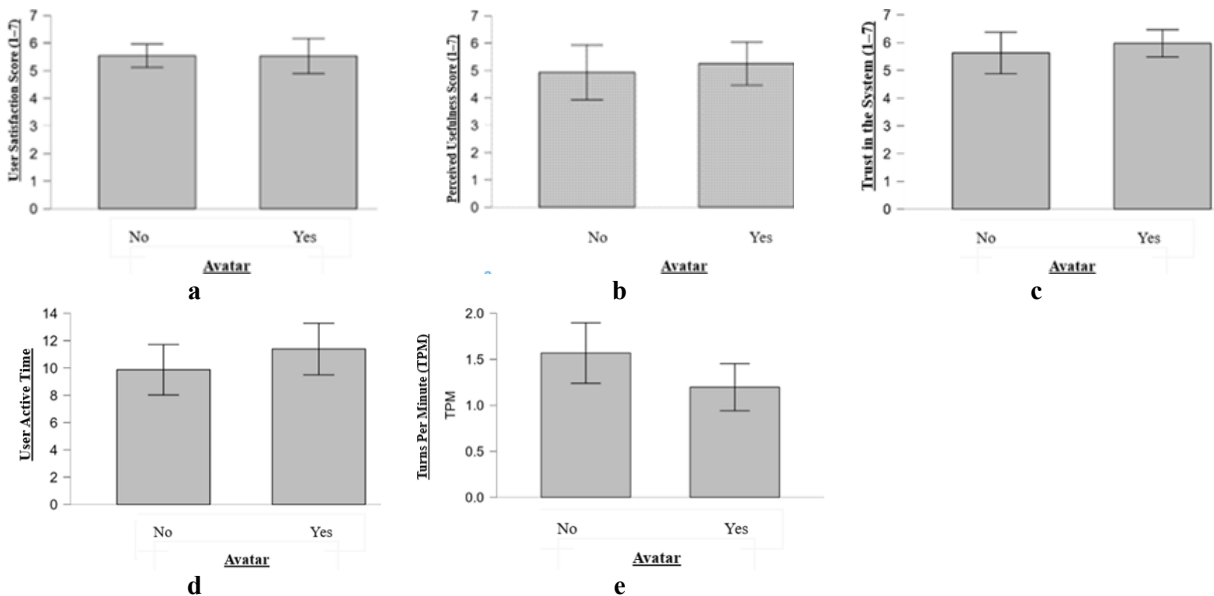 User Satisfaction Score (1–7)
7
6
5
4
3
2
1
0
No Yes
Avatar
a
Perceived Usefulness Score (1–7)
7
6
5
4
3
2
1
0
No Yes
Avatar
b
Trust in the System (1–7)
7
6
5
4
3
2
1
0
No Yes
Avatar
c
User Active Time
14
12
10
8
6
4
2
0
No Yes
Avatar
d
Turns Per Minute (TPM)
TPM
2.0
1.5
1.0
0.5
0.0
No Yes
Avatar
e